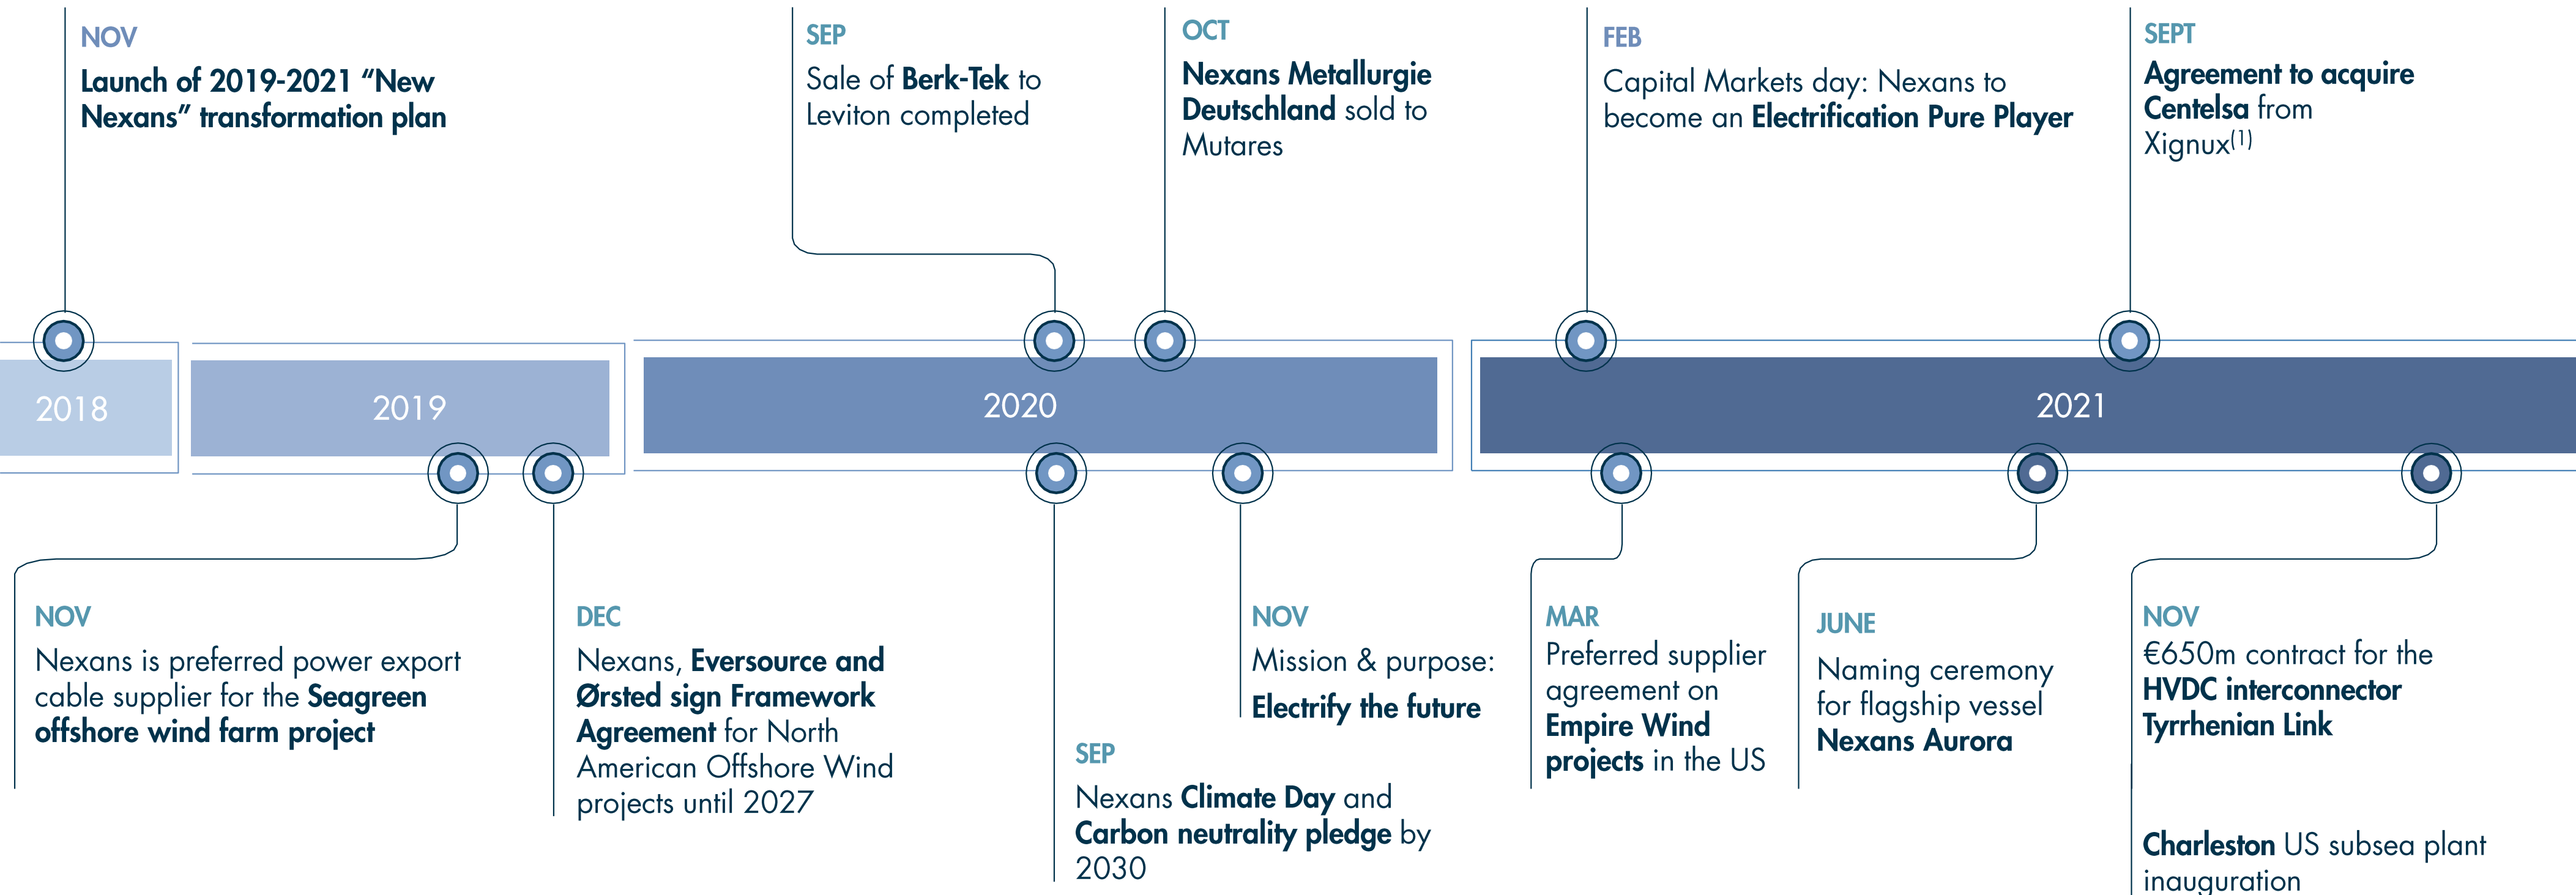 NOV
Launch of 2019-2021 “New
Nexans” transformation plan
SEP
Sale of Berk-Tek to
Leviton completed
OCT
Nexans Metallurgie
Deutschland sold to
Mutares
FEB
Capital Markets day: Nexans to
become an Electrification Pure Player
SEPT
Agreement to acquire
Centelsa from
Xignux(1)
2018
2019
2020
2021
NOV
Nexans is preferred power export
cable supplier for the Seagreen
offshore wind farm project
DEC
Nexans, Eversource and
Ørsted sign Framework
Agreement for North
American Offshore Wind
projects until 2027
SEP
Nexans Climate Day and
Carbon neutrality pledge by
2030
NOV
Mission & purpose:
Electrify the future
MAR
Preferred supplier
agreement on
Empire Wind
projects in the US
JUNE
Naming ceremony
for flagship vessel
Nexans Aurora
NOV
€650m contract for the
HVDC interconnector
Tyrrhenian Link
Charleston US subsea plant
inauguration